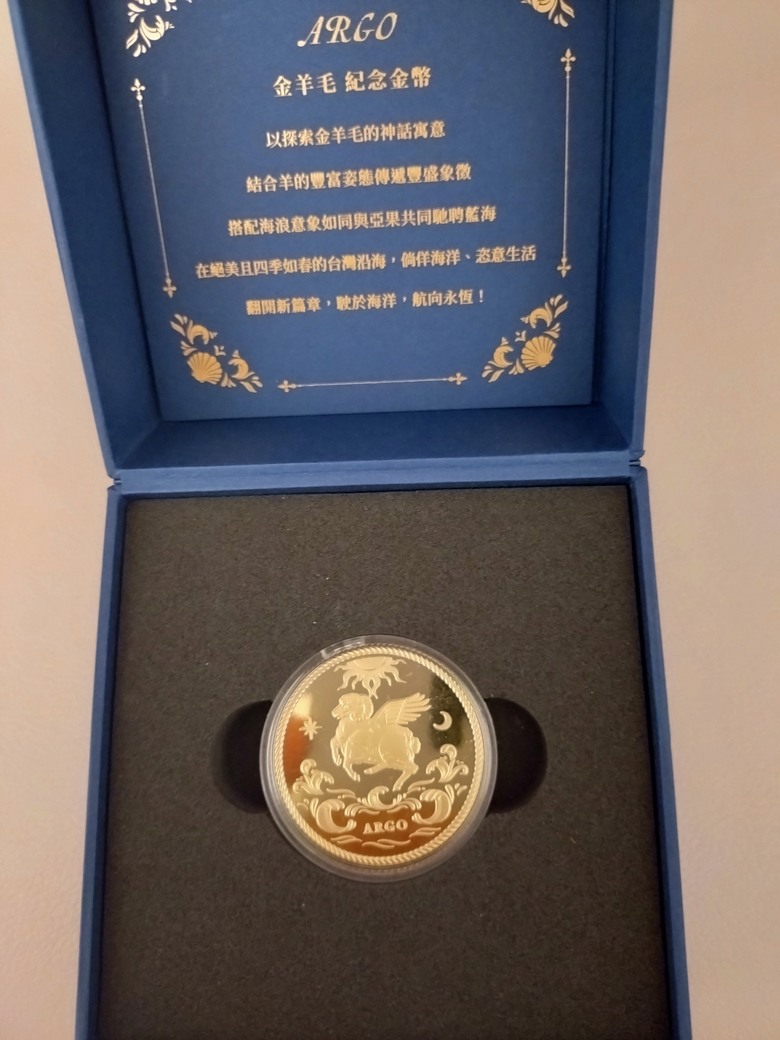 ARGO
金羊毛 紀念金幣
以探索金羊毛的神話寓意
結合羊的豐富姿態傳遞豐盛象徵
搭配海浪意象如同與亞果共同馳聘藍海
在絕美且四季如春的台灣沿海，倘佯海洋、恣意生活
翻開新篇章，駛於海洋，航向永恆！
ARGO